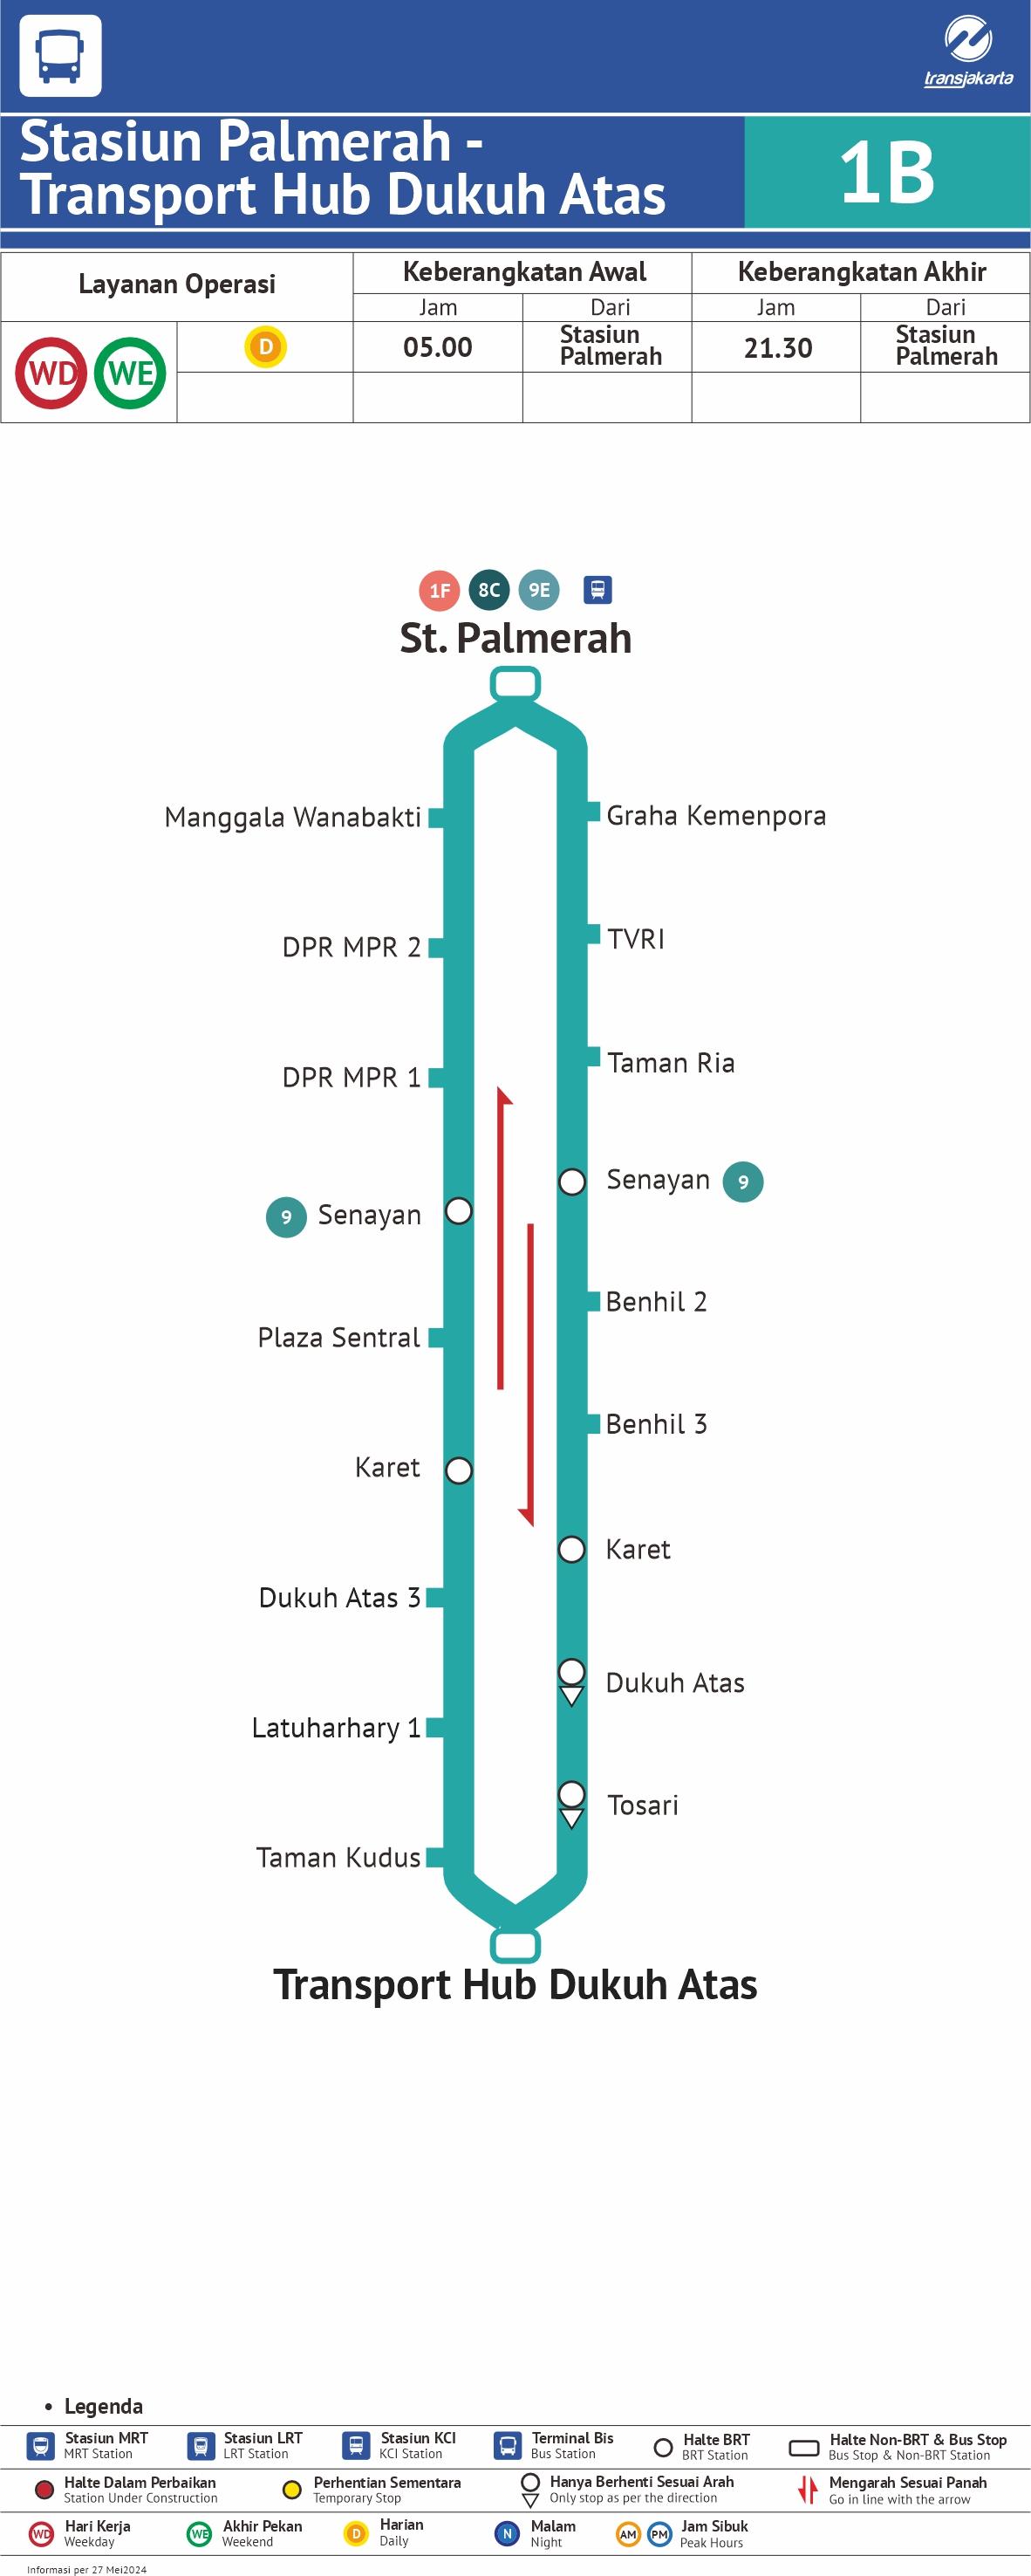 transjakarta
Stasiun Palmerah -
Transport Hub Dukuh Atas
1B
Layanan Operasi
Keberangkatan Awal
Keberangkatan Akhir
Jam
Dari
Jam
Dari
WD
WE
D
05.00
Stasiun
Palmerah
21.30
Stasiun
Palmerah
1F 8C 9E
St. Palmerah
Manggala Wanabakti
Graha Kemenpora
DPR MPR 2
TVRI
DPR MPR 1
Taman Ria
Senayan 9
9 Senayan
Benhil 2
Plaza Sentral
Benhil 3
Karet
Karet
Dukuh Atas 3
Dukuh Atas
Latuharhary 1
Tosari
Taman Kudus
Transport Hub Dukuh Atas
• Legenda
Stasiun MRT
MRT Station
Stasiun LRT
LRT Station
Stasiun KCI
KCI Station
Terminal Bis
Bus Station
Halte BRT
BRT Station
Halte Non-BRT & Bus Stop
Bus Stop & Non-BRT Station
Halte Dalam Perbaikan
Station Under Construction
Perhentian Sementara
Temporary Stop
Hanya Berhenti Sesuai Arah
Only stop as per the direction
Mengarah Sesuai Panah
Go in line with the arrow
WD
Hari Kerja
Weekday
WE
Akhir Pekan
Weekend
D
Harian
Daily
N
Malam
Night
AM PM
Jam Sibuk
Peak Hours
Informasi per 27 Mei2024